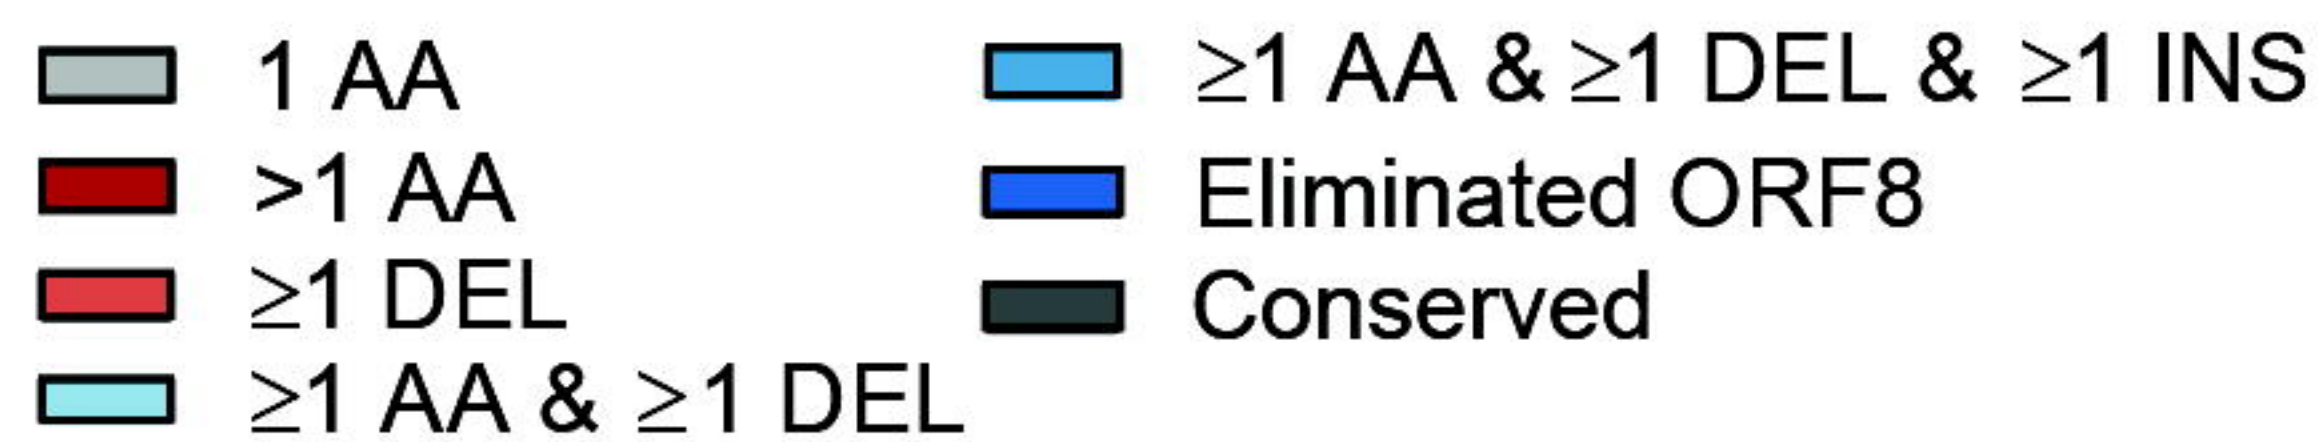 1 AA
>1 AA
≥1 DEL
≥1 AA & ≥1 DEL
≥1 AA & ≥1 DEL & ≥1 INS
Eliminated ORF8
Conserved